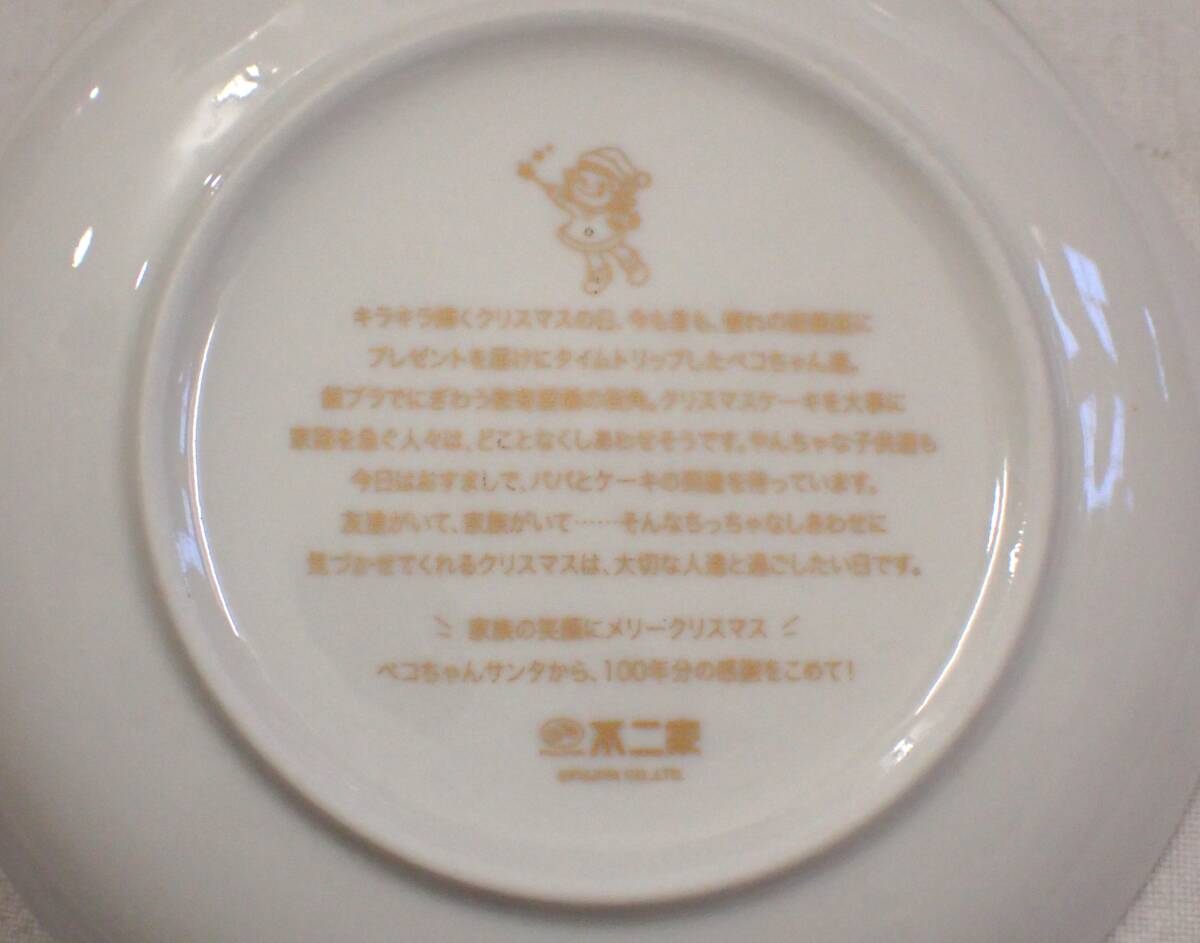 キラキラ輝くクリスマスの日。今も昔も、憧れの銀座に
プレゼントを届けにタイムトリップしたペコちゃん達。
銀ブラでにぎわう数寄屋橋の街角。クリスマスケーキを大事に
家路を急ぐ人々は、どことなくしあわせそうです。やんちゃな子供達も
今日はおすましで、パパとケーキの到着を待っています。
友達がいて、家族がいて……そんなちっちゃなしあわせに
気づかせてくれるクリスマスは、大切な人達と過ごしたい日です。
家族の笑顔にメリークリスマス
ペコちゃんサンタから、100年分の感謝をこめて！
不二家
©FUJIYA CO.,LTD.